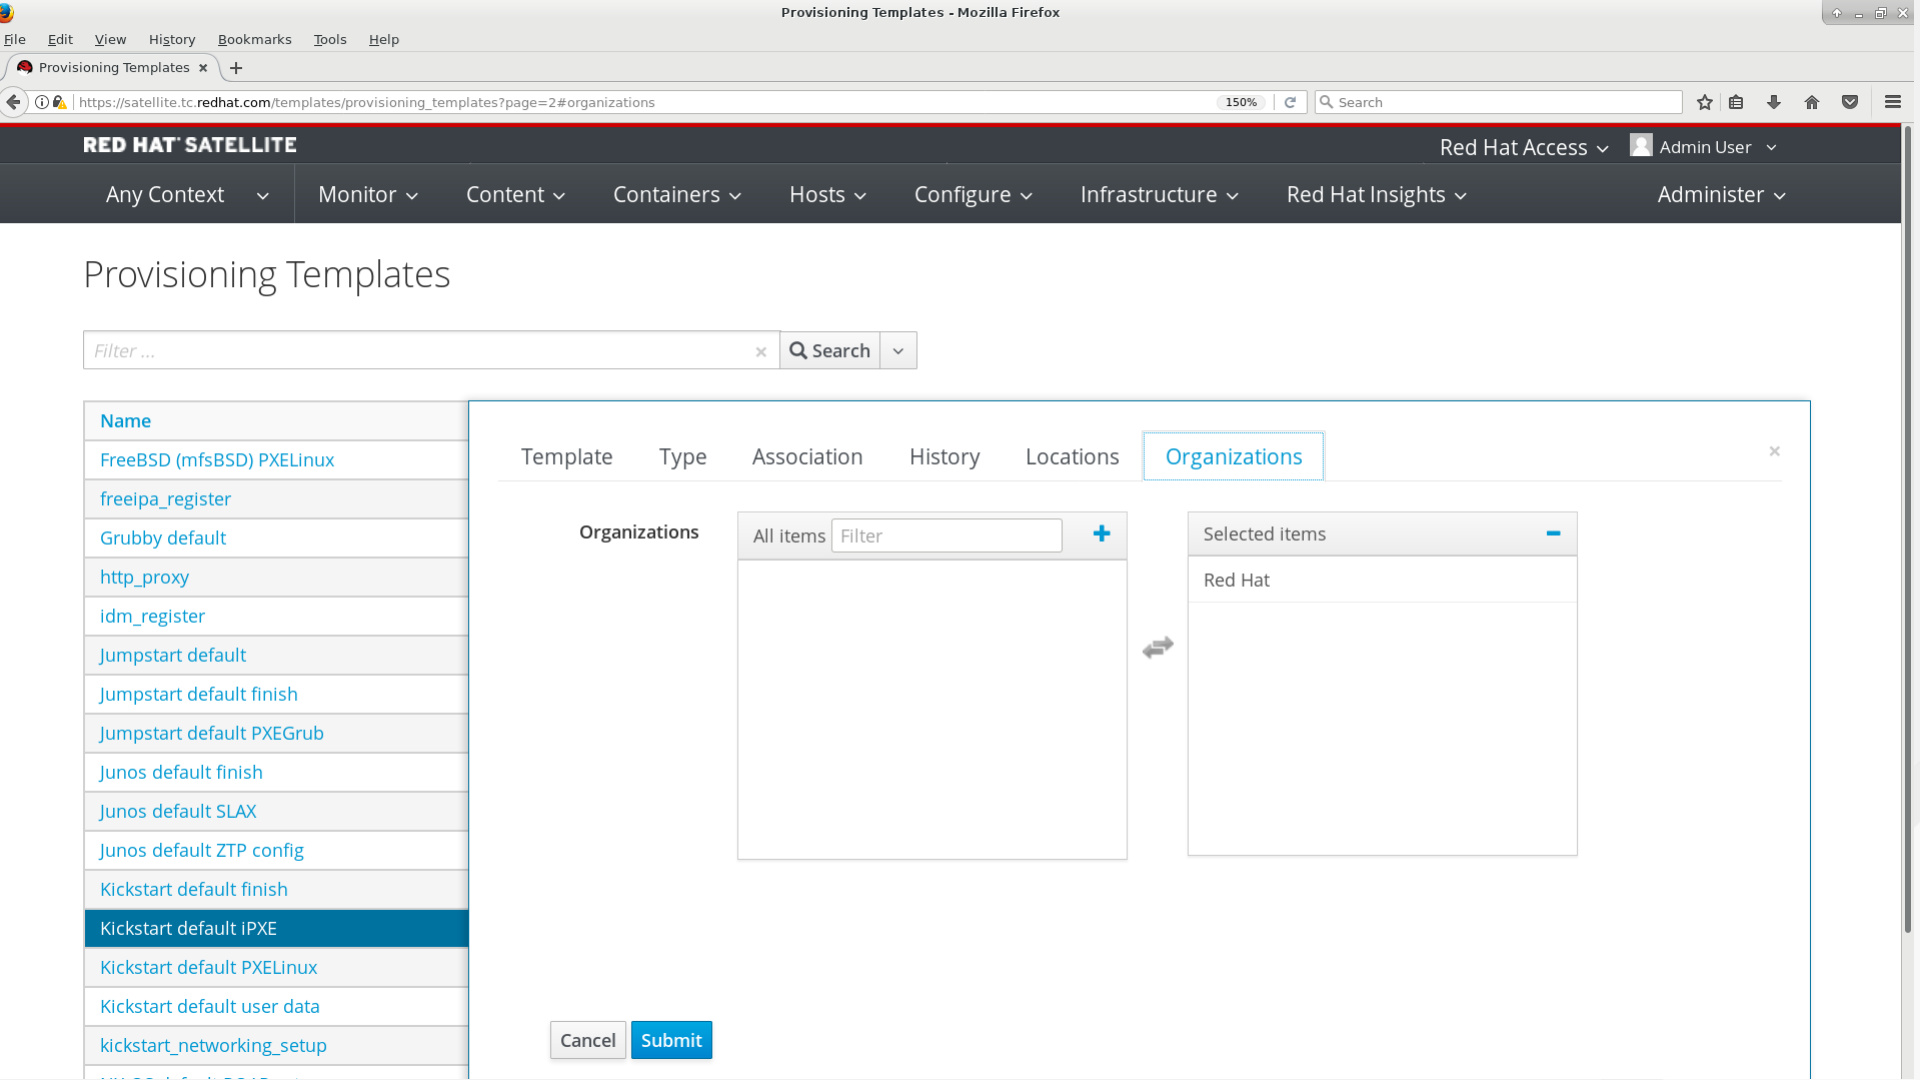 Provisioning Templates - Mozilla Firefox
File Edit View History Bookmarks Tools Help
Provisioning Templates
https://satellite.tc.redhat.com/templates/provisioning_templates?page=2#organizations 150% Search
RED HAT SATELLITE Red Hat Access Admin User
Any Context Monitor Content Containers Hosts Configure Infrastructure Red Hat Insights Administer
Provisioning Templates
Filter ... Search
Name
FreeBSD (mfsBSD) PXELinux
freeipa_register
Grubby default
http_proxy
idm_register
Jumpstart default
Jumpstart default finish
Jumpstart default PXEGrub
Junos default finish
Junos default SLAX
Junos default ZTP config
Kickstart default finish
Kickstart default iPXE
Kickstart default PXELinux
Kickstart default user data
kickstart_networking_setup
Template Type Association History Locations Organizations
Organizations
All items Filter
Selected items
Red Hat
Cancel Submit